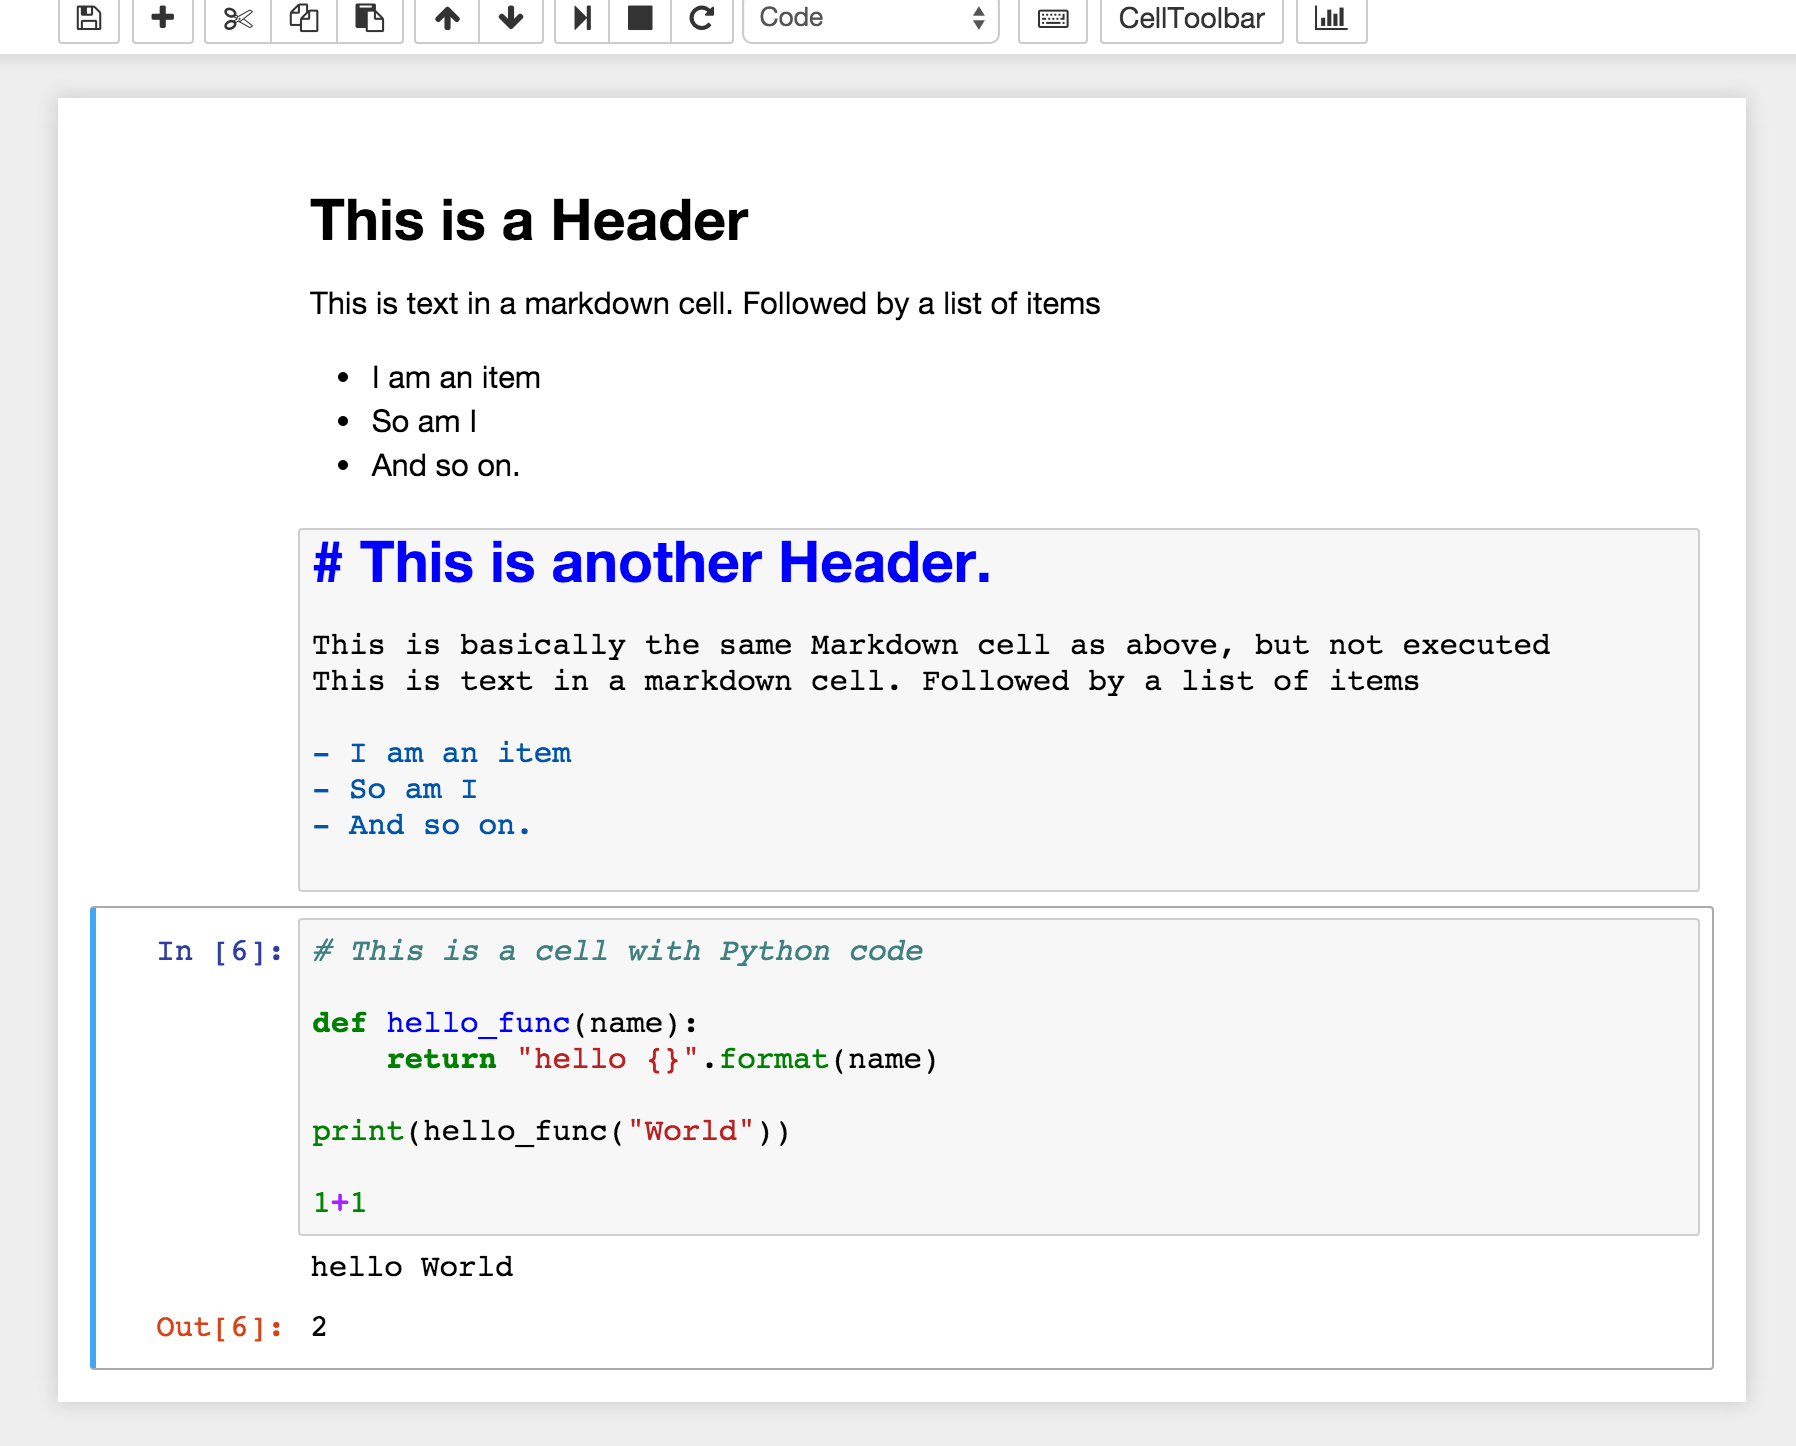 Code CellToolbar
This is a Header
This is text in a markdown cell. Followed by a list of items
• I am an item
• So am I
• And so on.
# This is another Header.
This is basically the same Markdown cell as above, but not executed
This is text in a markdown cell. Followed by a list of items
- I am an item
- So am I
- And so on.
In [6]: # This is a cell with Python code
def hello_func(name):
    return "hello {}".format(name)
print(hello_func("World"))
1+1
hello World
Out[6]: 2